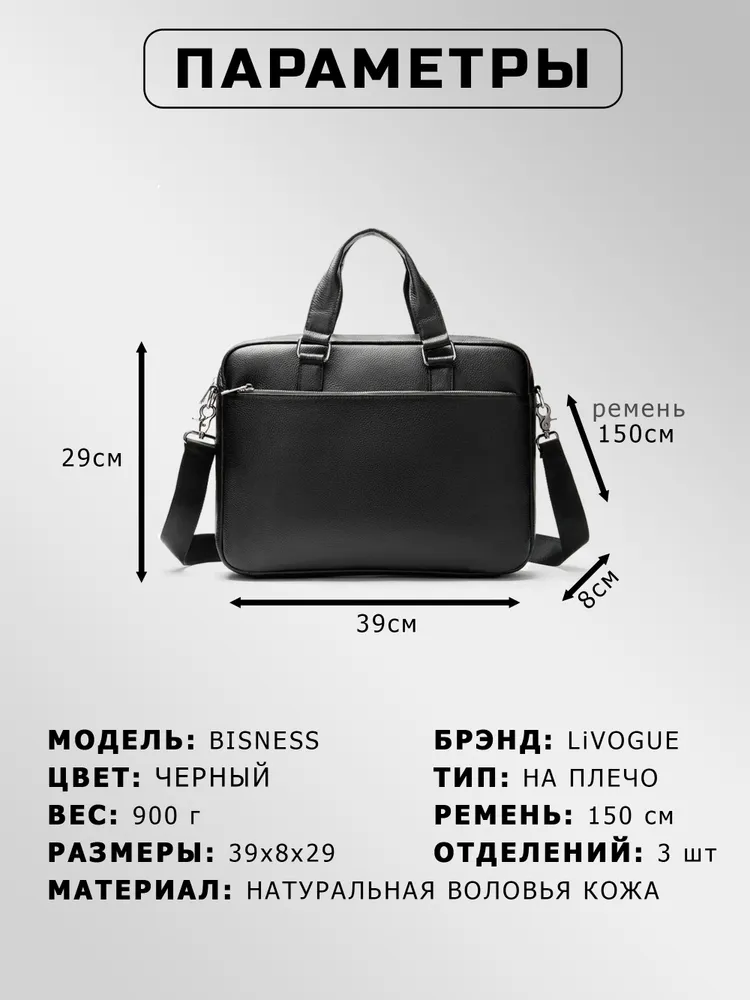 ПАРАМЕТРЫ
29см
ремень
150см
8см
39см
МОДЕЛЬ: BISNESS
БРЭНД: LiVOGUE
ЦВЕТ: ЧЕРНЫЙ
ТИП: НА ПЛЕЧО
ВЕС: 900 г
РЕМЕНЬ: 150 см
РАЗМЕРЫ: 39x8x29
ОТДЕЛЕНИЙ: 3 шт
МАТЕРИАЛ: НАТУРАЛЬНАЯ ВОЛОВЬЯ КОЖА